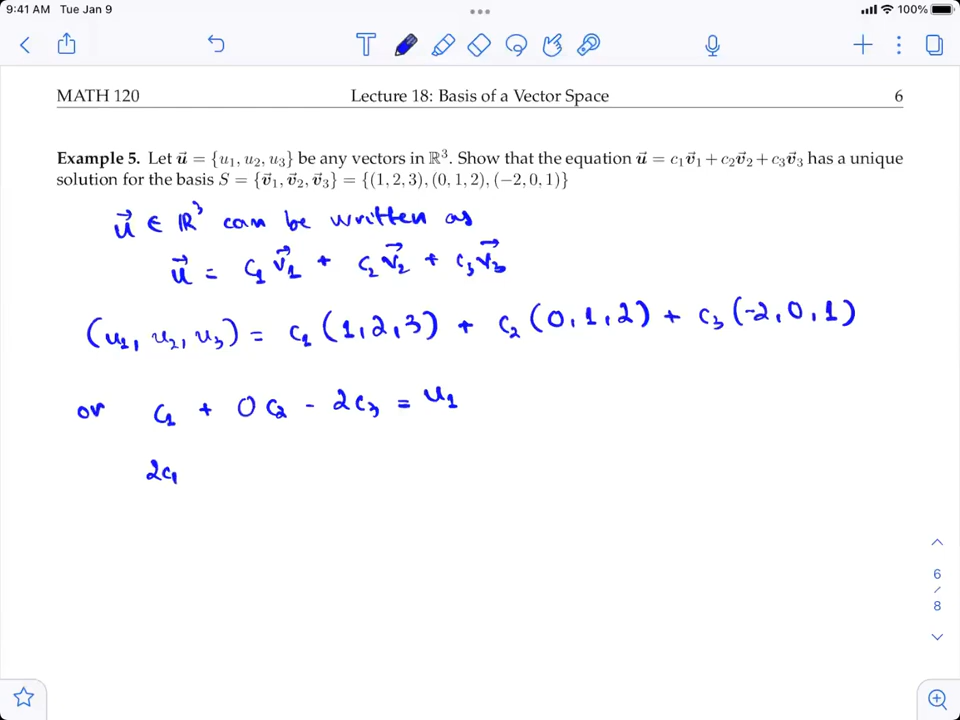 9:41 AM Tue Jan 9 100%
MATH 120 Lecture 18: Basis of a Vector Space 6
Example 5. Let u⃗ = {u₁, u₂, u₃} be any vectors in ℝ³. Show that the equation u⃗ = c₁v⃗₁ + c₂v⃗₂ + c₃v⃗₃ has a unique
solution for the basis S = {v⃗₁, v⃗₂, v⃗₃} = {(1, 2, 3), (0, 1, 2), (−2, 0, 1)}
u⃗ ∈ ℝ³ can be written as
u⃗ = c₁v⃗₁ + c₂v⃗₂ + c₃v⃗₃
(u₁, u₂, u₃) = c₁(1,2,3) + c₂(0,1,2) + c₃(-2,0,1)
or c₁ + 0c₂ - 2c₃ = u₁
2c₁
6
/
8